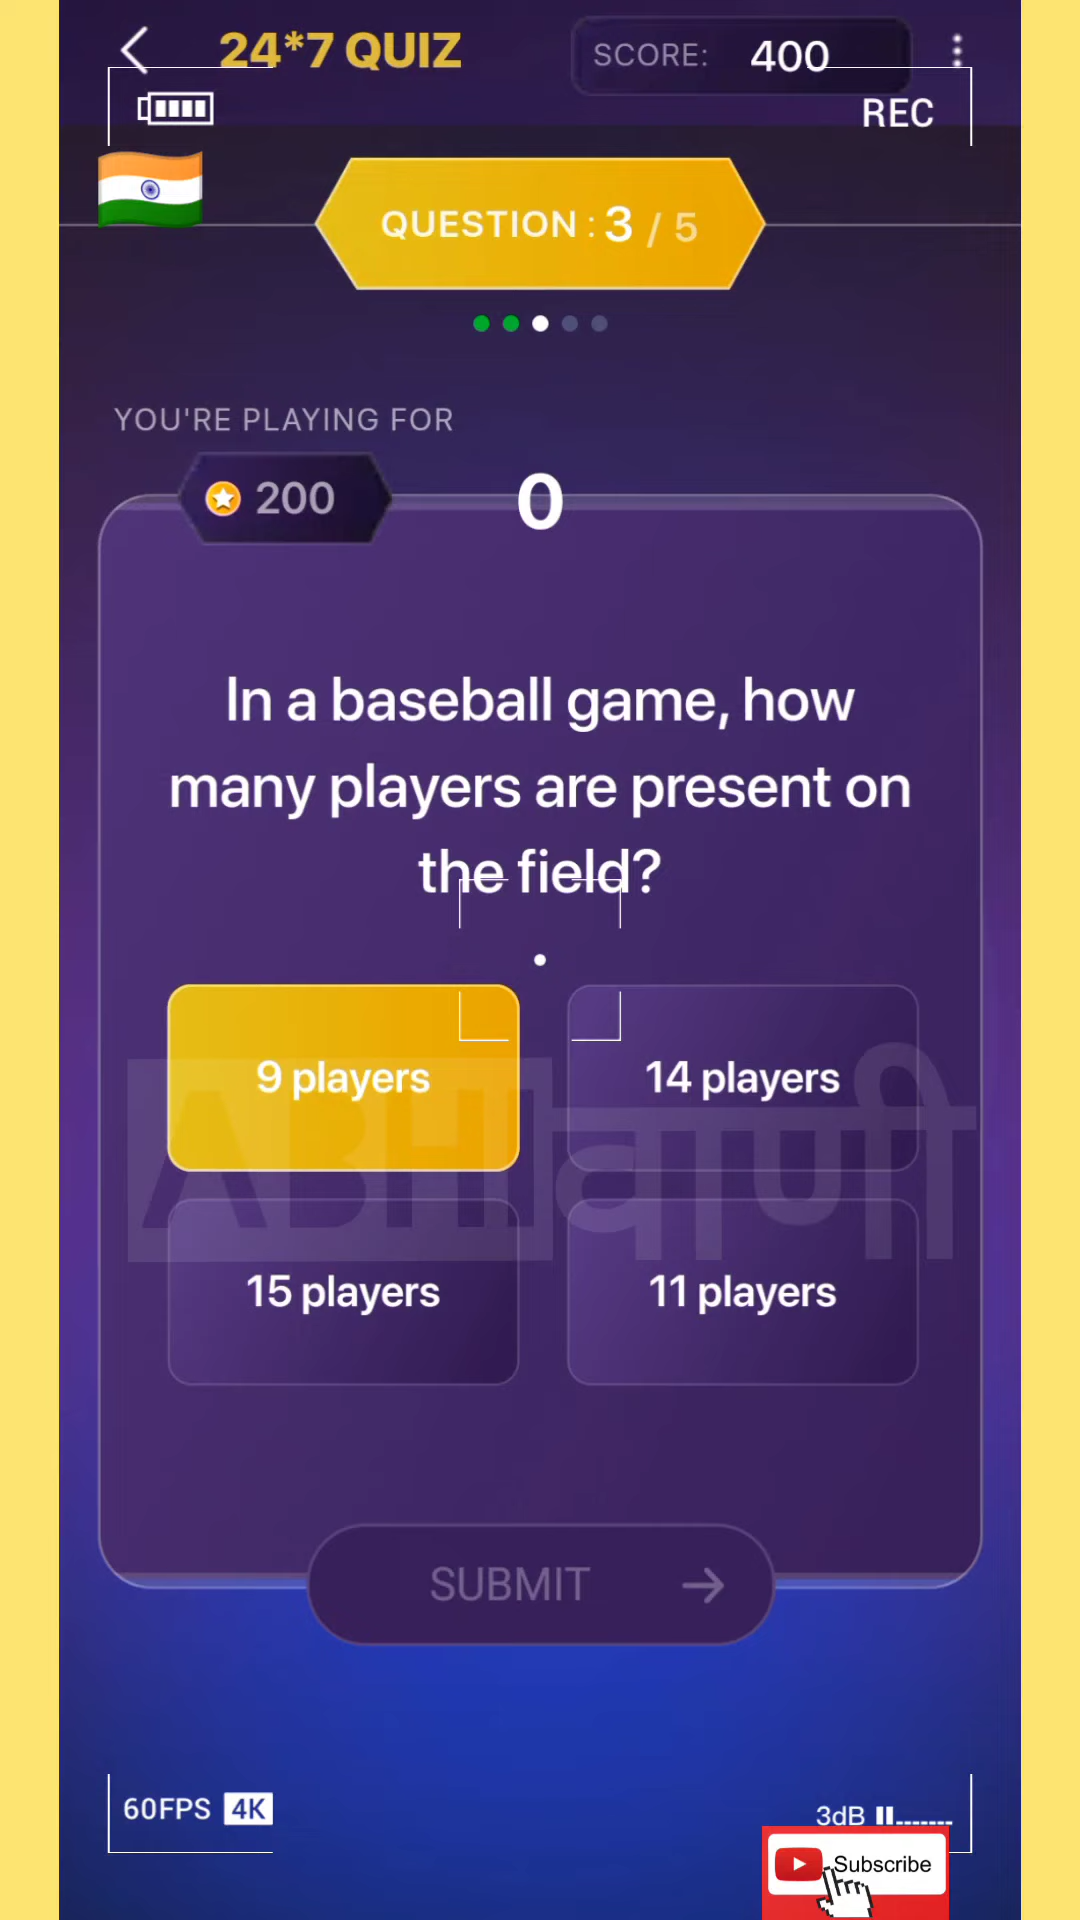 24*7 QUIZ
SCORE: 400
REC
QUESTION : 3 / 5
YOU'RE PLAYING FOR
200
0
In a baseball game, how
many players are present on
the field?
9 players
14 players
ABHIवाणी
15 players
11 players
SUBMIT
60FPS 4K
3dB
Subscribe